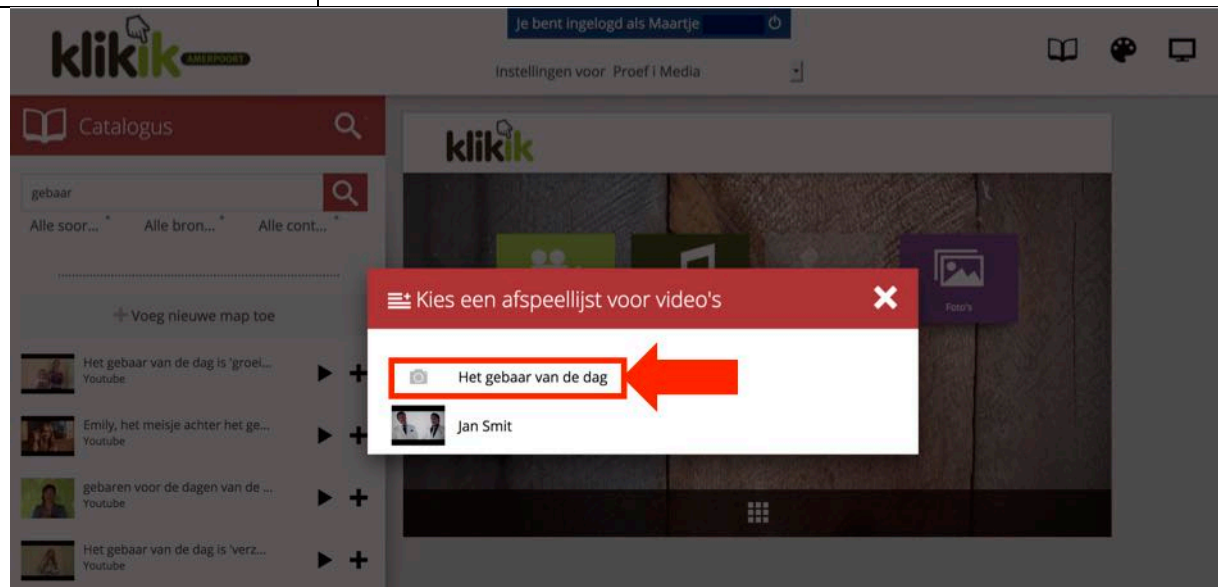 klikik AMERPOORT
Je bent ingelogd als Maartje
Instellingen voor Proef i Media
Catalogus
gebaar
Alle soor... Alle bron... Alle cont...
Voeg nieuwe map toe
Het gebaar van de dag is 'groei...
Youtube
Emily, het meisje achter het ge...
Youtube
gebaren voor de dagen van de ...
Youtube
Het gebaar van de dag is 'verz...
Youtube
klikik
Foto's
Kies een afspeellijst voor video's
Het gebaar van de dag
Jan Smit